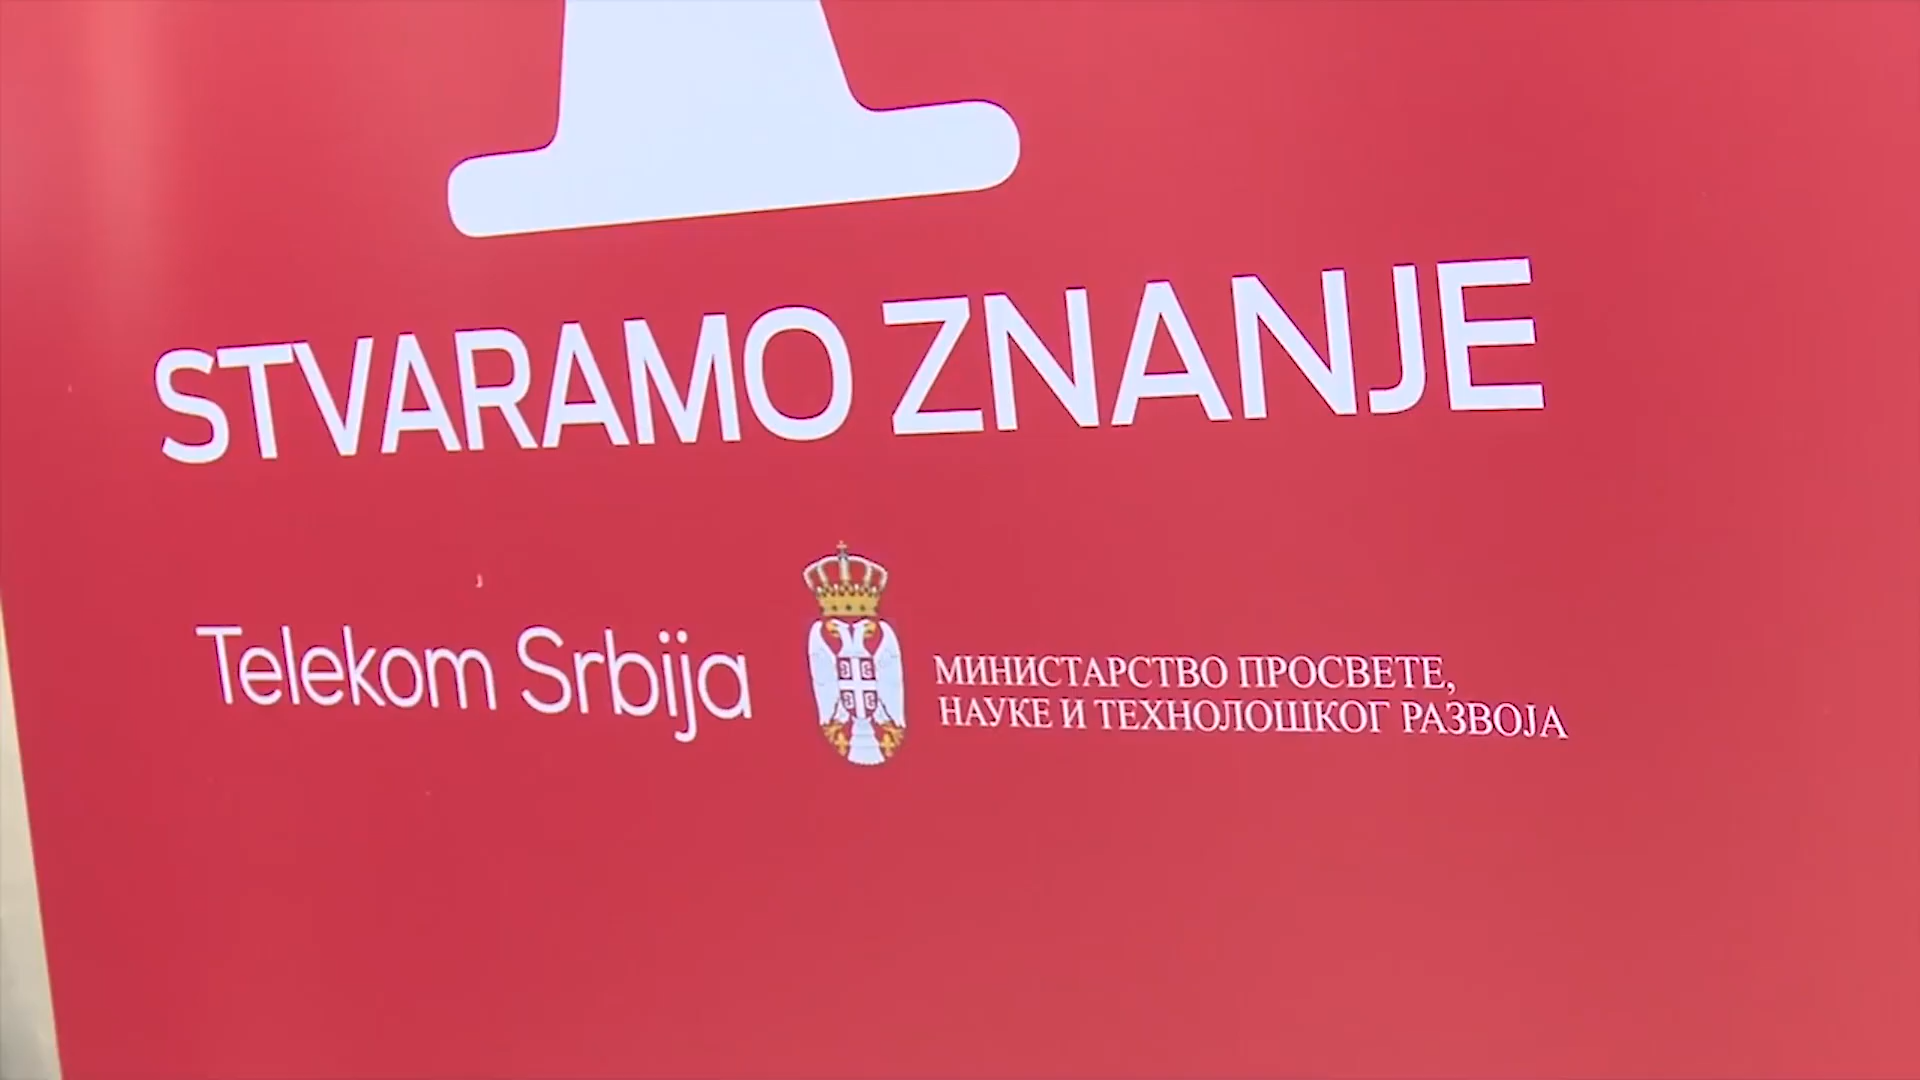 STVARAMO ZNANJE
Telekom Srbija
МИНИСТАРСТВО ПРОСВЕТЕ,
НАУКЕ И ТЕХНОЛОШКОГ РАЗВОЈА